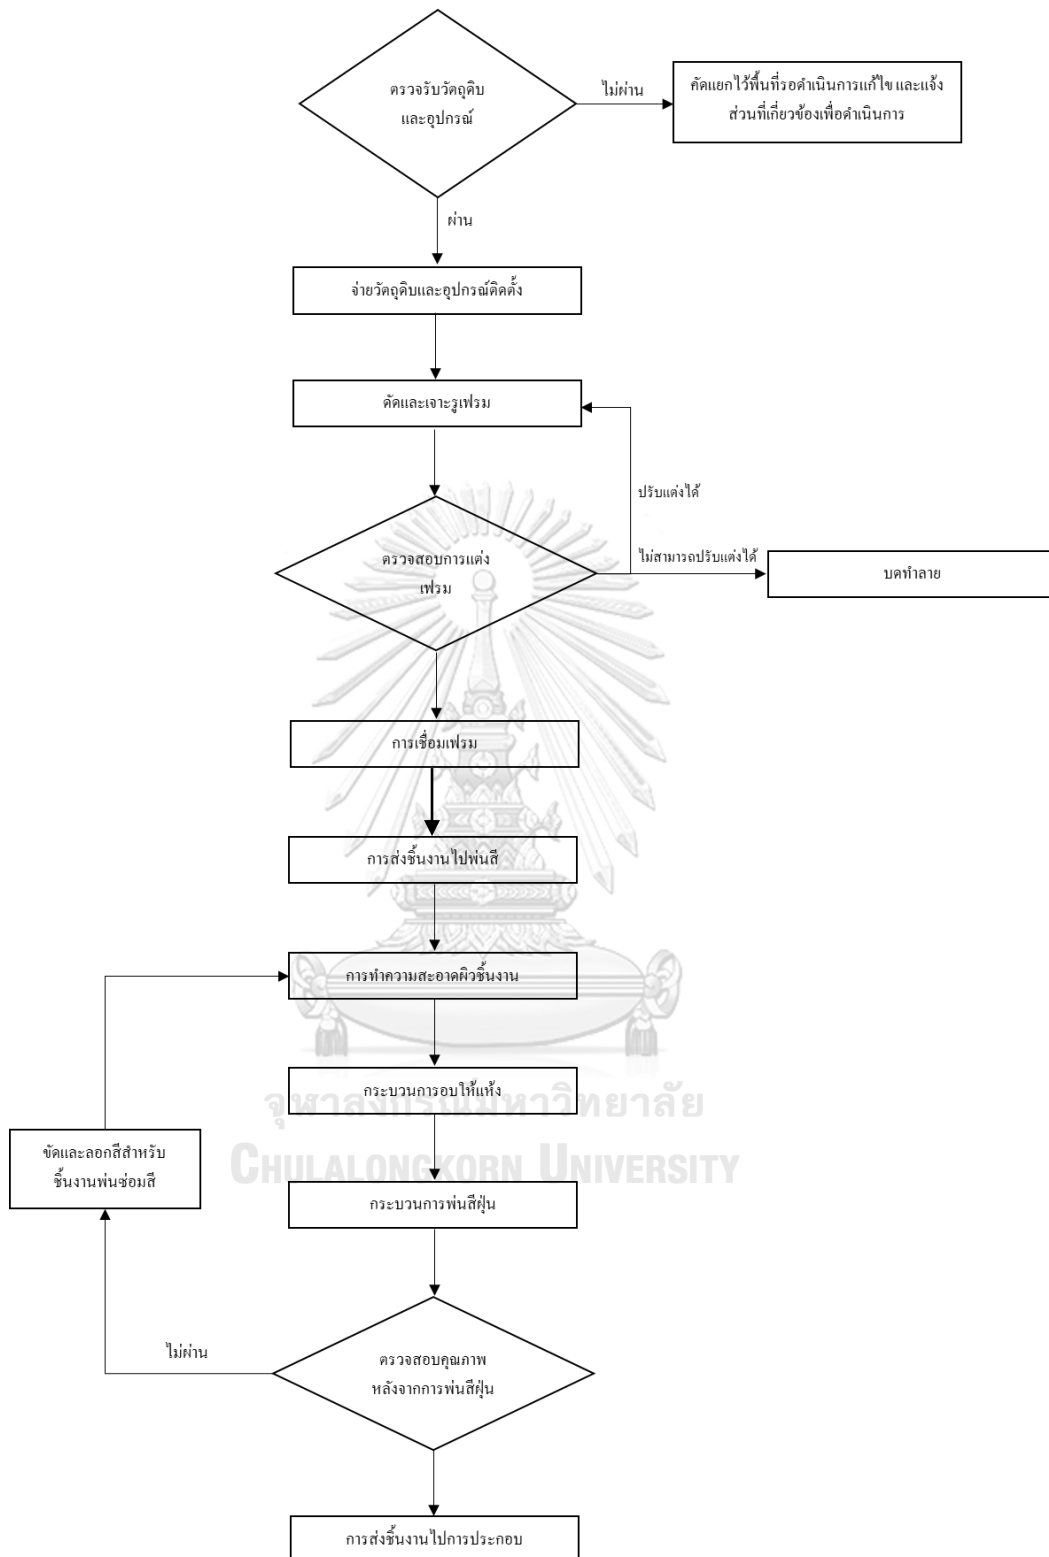 ตรวจรับวัตถุดิบ
และอุปกรณ์
ไม่ผ่าน
คัดแยกไว้พื้นที่รอดำเนินการแก้ไข และแจ้ง
ส่วนที่เกี่ยวข้องเพื่อดำเนินการ
ผ่าน
จ่ายวัตถุดิบและอุปกรณ์ติดตั้ง
ดัดและเจาะรูเฟรม
ปรับแต่งได้
ตรวจสอบการแต่ง
เฟรม
ไม่สามารถปรับแต่งได้
บดทำลาย
การเชื่อมเฟรม
การส่งชิ้นงานไปพ่นสี
การทำความสะอาดผิวชิ้นงาน
กระบวนการอบให้แห้ง
จุฬาลงกรณ์มหาวิทยาลัย
CHULALONGKORN UNIVERSITY
ขัดและลอกสีสำหรับ
ชิ้นงานพ่นซ่อมสี
กระบวนการพ่นสีฝุ่น
ไม่ผ่าน
ตรวจสอบคุณภาพ
หลังจากการพ่นสีฝุ่น
การส่งชิ้นงานไปการประกอบ